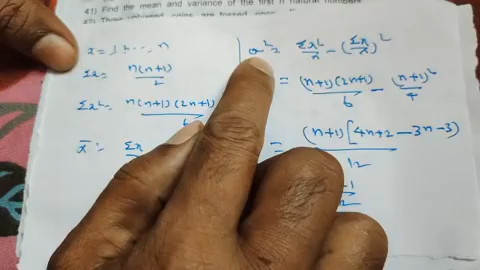 41) Find the mean and variance of the first n natural numbers
x = 1, 2, ..., n
Σx = n(n+1)/2
Σx² = n(n+1)(2n+1)/6
x̄ = Σx
σ² = Σx²/n - (Σx/n)²
= (n+1)(2n+1)/6 - (n+1)²/4
= (n+1)[4n+2-3n-3)/12